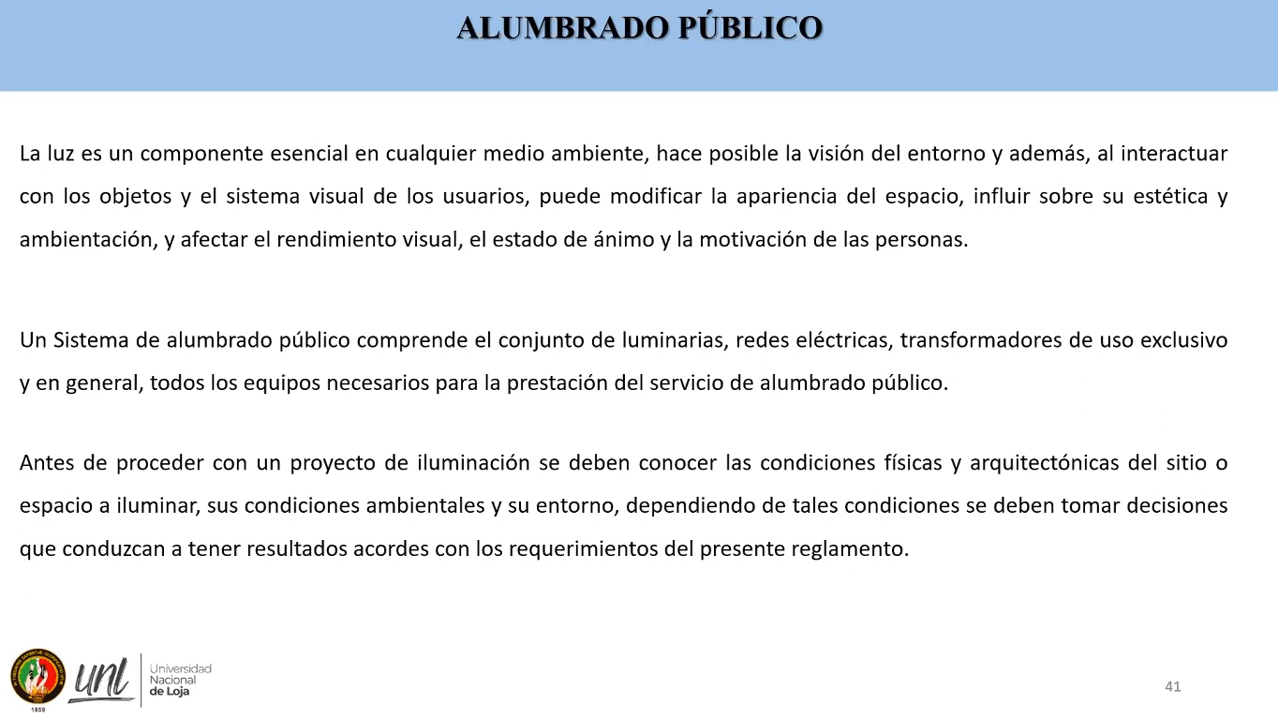 ALUMBRADO PÚBLICO
La luz es un componente esencial en cualquier medio ambiente, hace posible la visión del entorno y además, al interactuar
con los objetos y el sistema visual de los usuarios, puede modificar la apariencia del espacio, influir sobre su estética y
ambientación, y afectar el rendimiento visual, el estado de ánimo y la motivación de las personas.
Un Sistema de alumbrado público comprende el conjunto de luminarias, redes eléctricas, transformadores de uso exclusivo
y en general, todos los equipos necesarios para la prestación del servicio de alumbrado público.
Antes de proceder con un proyecto de iluminación se deben conocer las condiciones físicas y arquitectónicas del sitio o
espacio a iluminar, sus condiciones ambientales y su entorno, dependiendo de tales condiciones se deben tomar decisiones
que conduzcan a tener resultados acordes con los requerimientos del presente reglamento.
1859
unl
Universidad
Nacional
de Loja
41